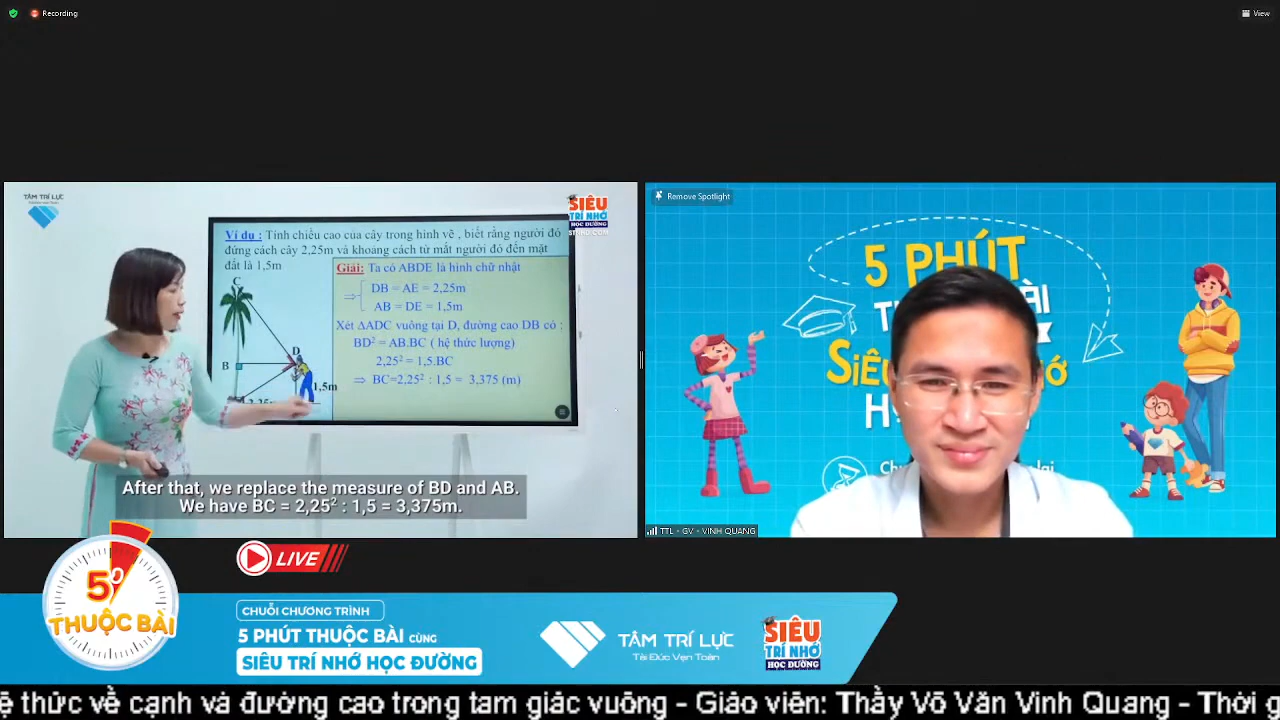 Recording
View
TÂM TRÍ LỰC
SIÊU
TRÍ NHỚ
HỌC ĐƯỜNG
Ví dụ : Tính chiều cao của cây trong hình vẽ , biết rằng người đó
đứng cách cây 2,25m và khoảng cách từ mắt người đó đến mặt
đất là 1,5m
Giải: Ta có ABDE là hình chữ nhật
⇒ DB = AE = 2,25m
AB = DE = 1,5m
Xét ΔADC vuông tại D, đường cao DB có :
BD² = AB.BC ( hệ thức lượng)
2,25² = 1,5.BC
⇒ BC=2,25² : 1,5 = 3,375 (m)
C
D
B
1,5m
After that, we replace the measure of BD and AB.
We have BC = 2,25² : 1,5 = 3,375m.
Remove Spotlight
5 PHÚT
TTL - GV - VINH QUANG
5'
THUỘC BÀI
LIVE
CHUỖI CHƯƠNG TRÌNH
5 PHÚT THUỘC BÀI CÙNG
SIÊU TRÍ NHỚ HỌC ĐƯỜNG
TÂM TRÍ LỰC
Tài Đức Vẹn Toàn
SIÊU
TRÍ NHỚ
HỌC ĐƯỜNG
ệ thức về cạnh và đường cao trong tam giác vuông - Giáo viên: Thầy Võ Văn Vinh Quang - Thời g